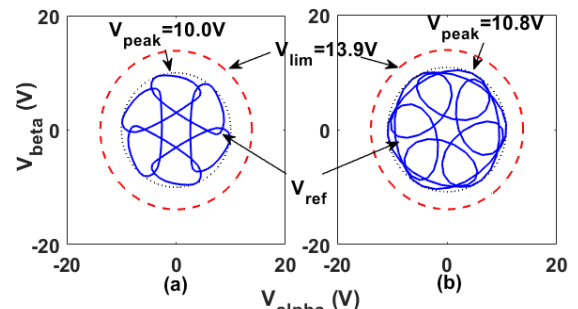 20
V_peak=10.0V
V_lim=13.9V
V_peak=10.8V
V_beta (V)
0
-20
-20 0 20
(a)
20
0
-20
-20 0 20
(b)
V_ref
V_alpha (V)